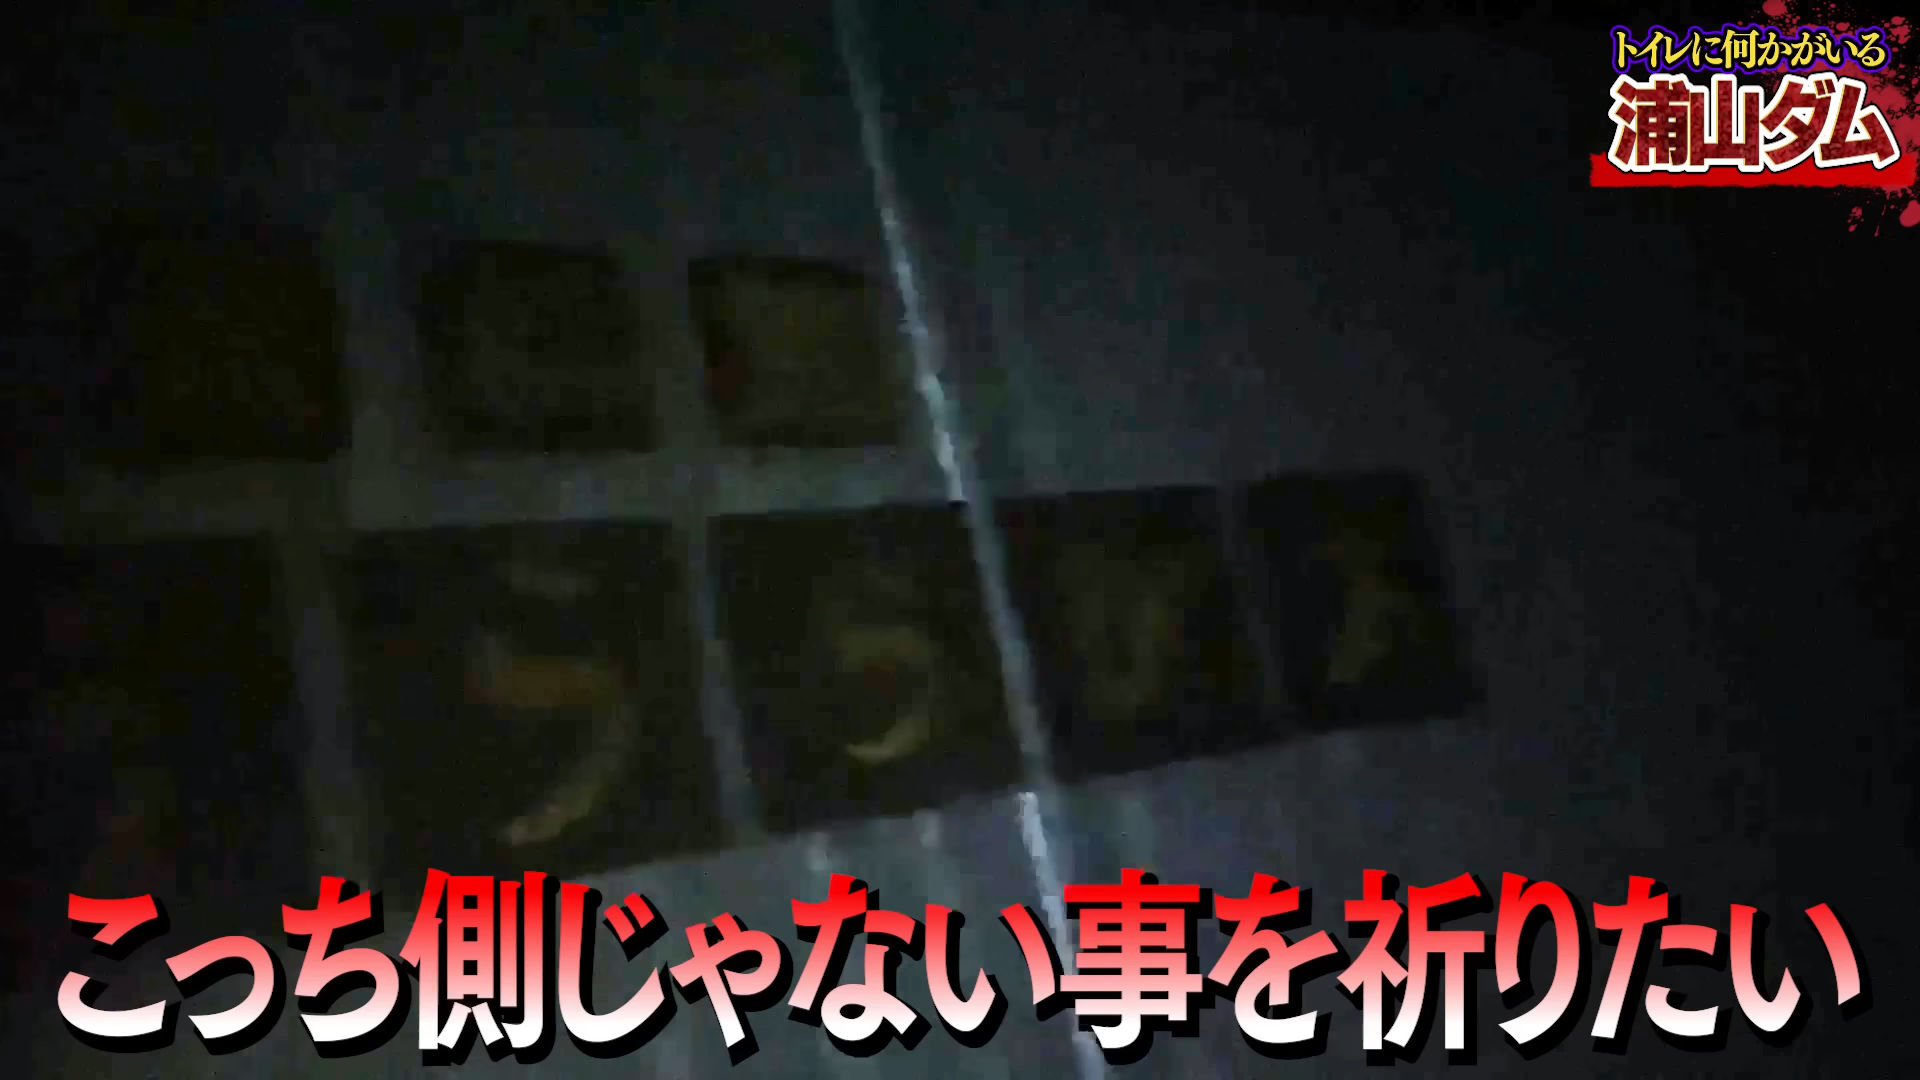 トイレに何かがいる
浦山ダム
こっち側じゃない事を祈りたい